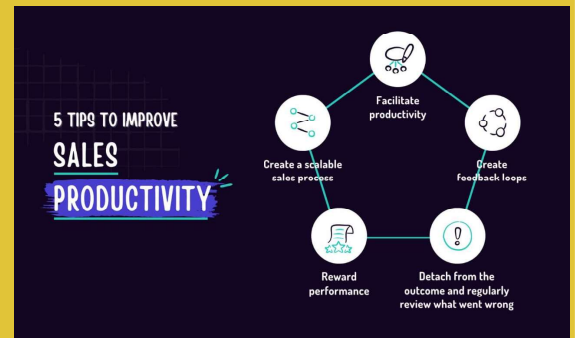 5 TIPS TO IMPROVE
SALES
PRODUCTIVITY
Facilitate
productivity
Create a scalable
sales process
Create
feedback loops
Reward
performance
Detach from the
outcome and regularly
review what went wrong